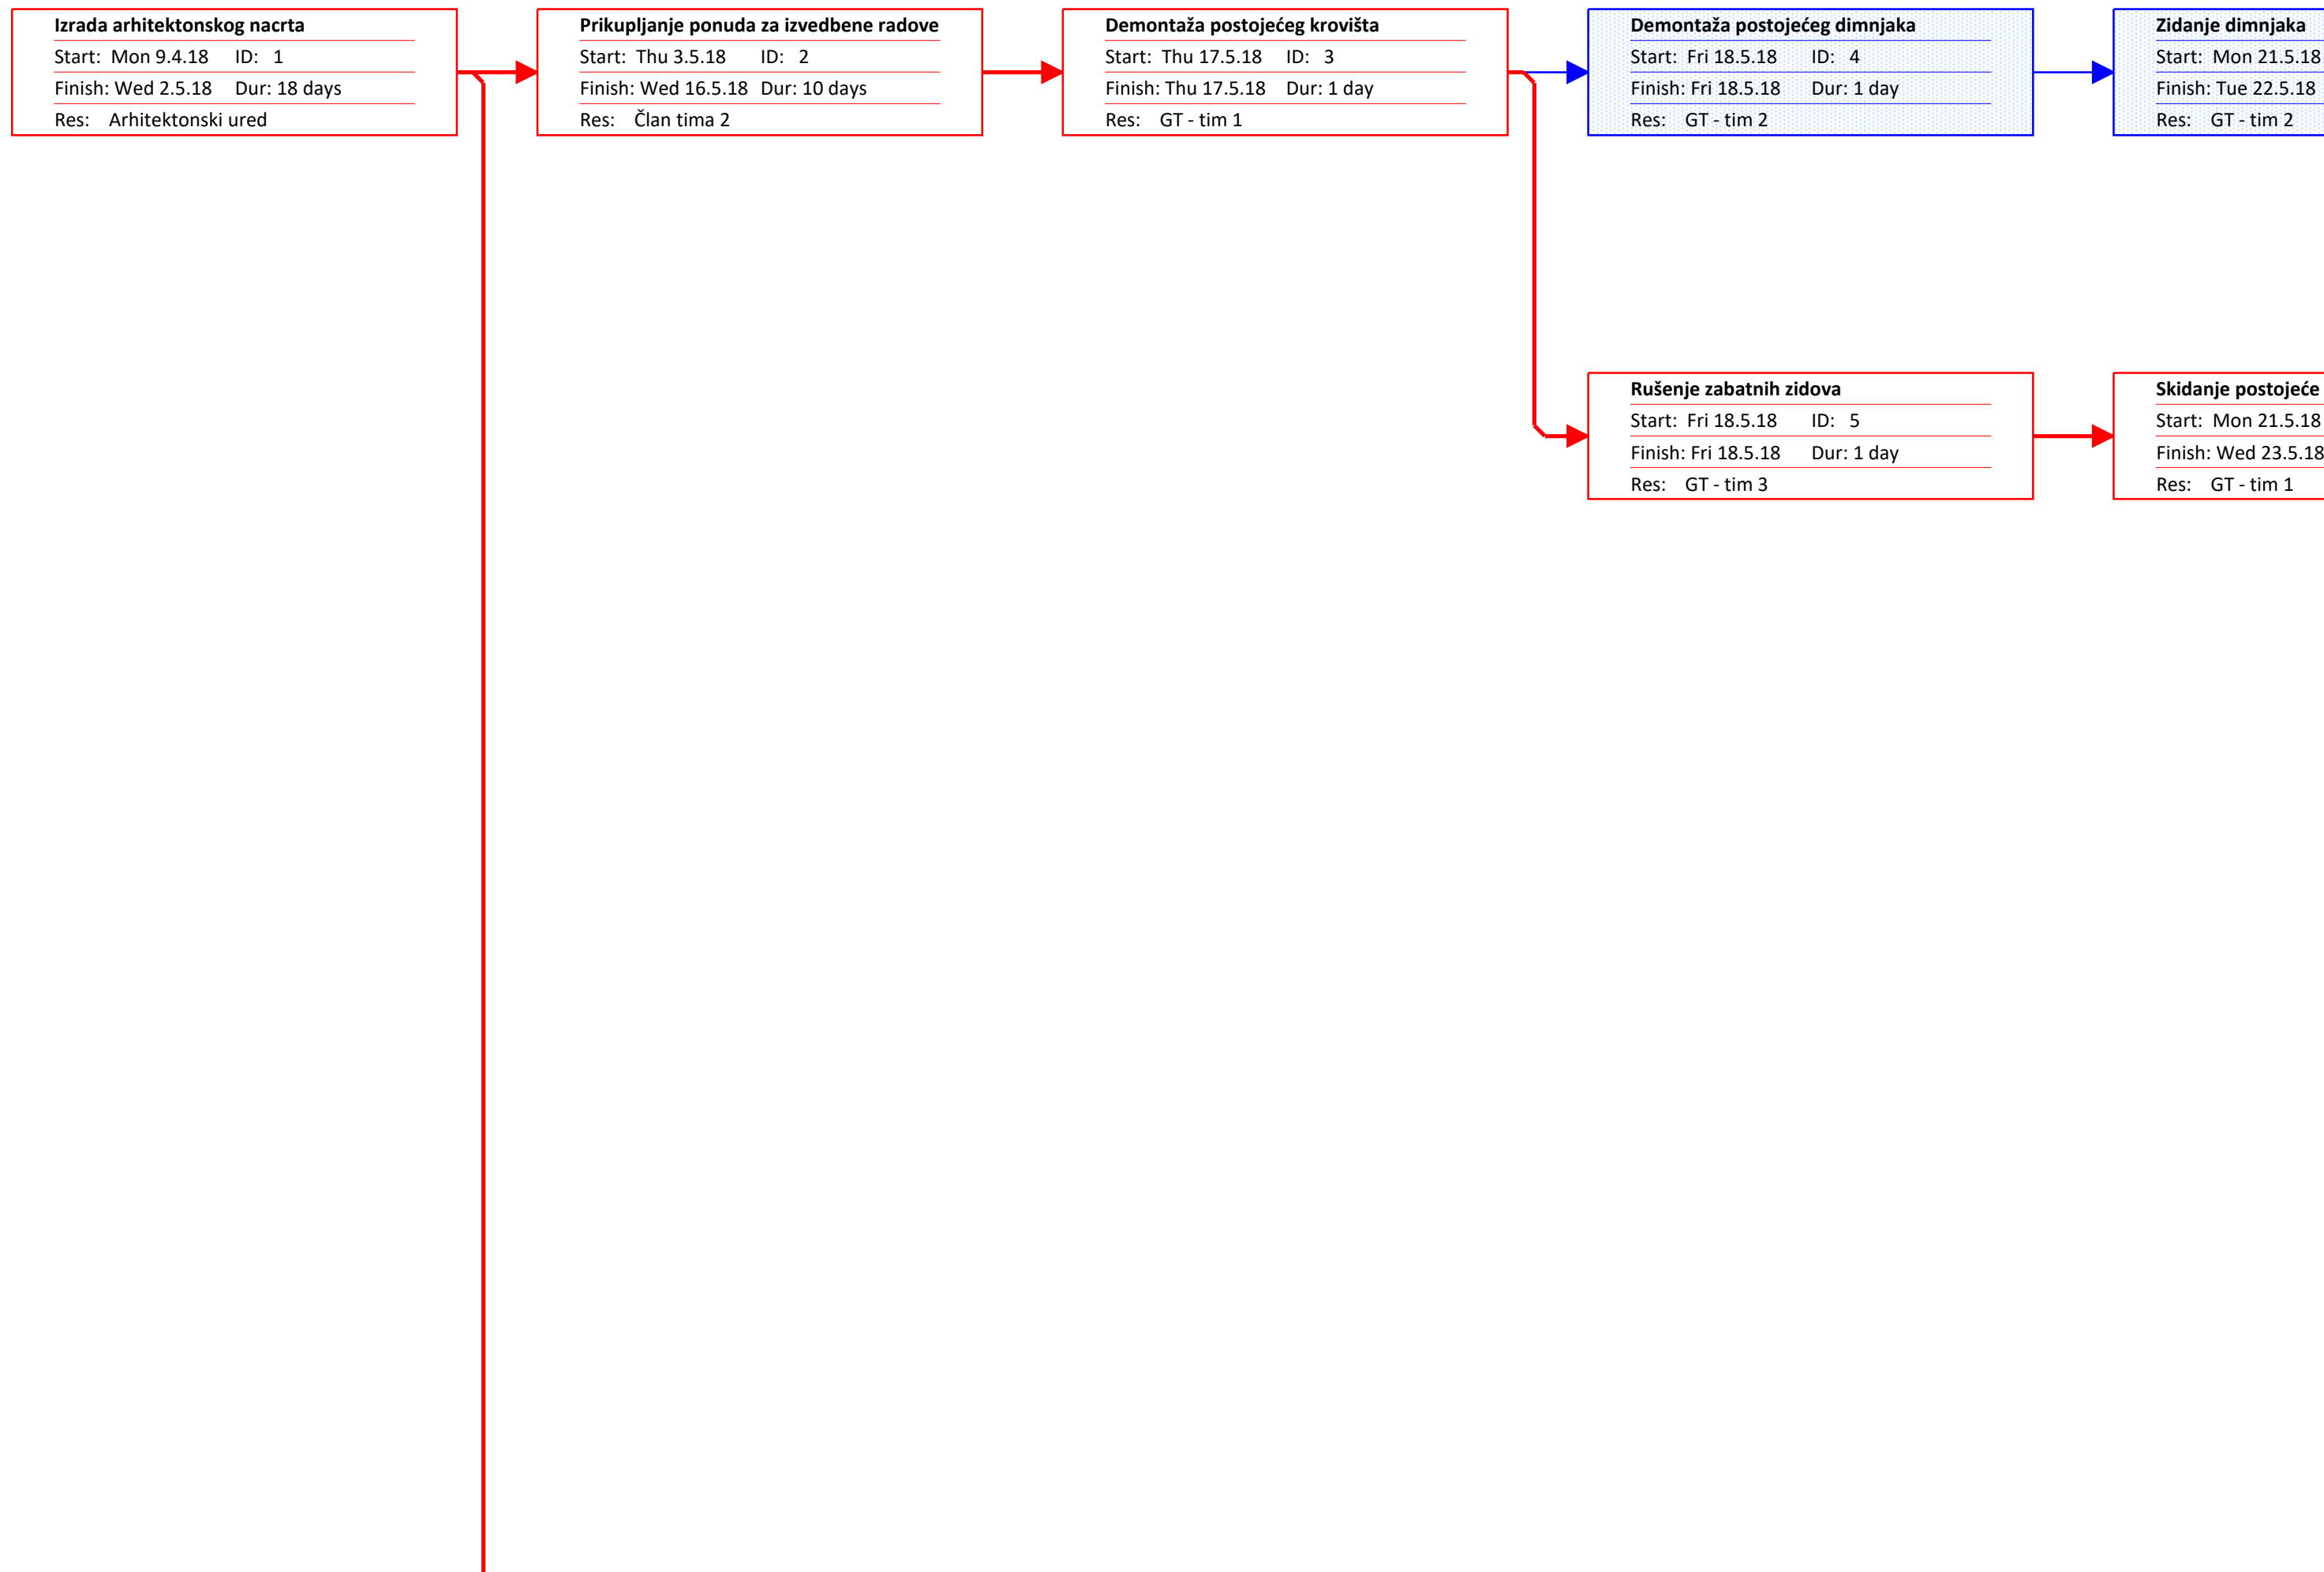 Izrada arhitektonskog nacrta
Start: Mon 9.4.18 ID: 1
Finish: Wed 2.5.18 Dur: 18 days
Res: Arhitektonski ured
Prikupljanje ponuda za izvedbene radove
Start: Thu 3.5.18 ID: 2
Finish: Wed 16.5.18 Dur: 10 days
Res: Član tima 2
Demontaža postojećeg krovišta
Start: Thu 17.5.18 ID: 3
Finish: Thu 17.5.18 Dur: 1 day
Res: GT - tim 1
Demontaža postojećeg dimnjaka
Start: Fri 18.5.18 ID: 4
Finish: Fri 18.5.18 Dur: 1 day
Res: GT - tim 2
Zidanje dimnjaka
Start: Mon 21.5.18
Finish: Tue 22.5.18
Res: GT - tim 2
Rušenje zabatnih zidova
Start: Fri 18.5.18 ID: 5
Finish: Fri 18.5.18 Dur: 1 day
Res: GT - tim 3
Skidanje postojeće
Start: Mon 21.5.18
Finish: Wed 23.5.18
Res: GT - tim 1